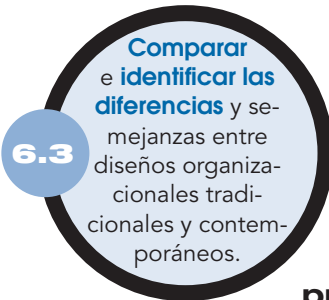 Comparar
e identificar las
diferencias y se-
mejanzas entre
diseños organiza-
cionales tradi-
cionales y contem-
poráneos.
6.3